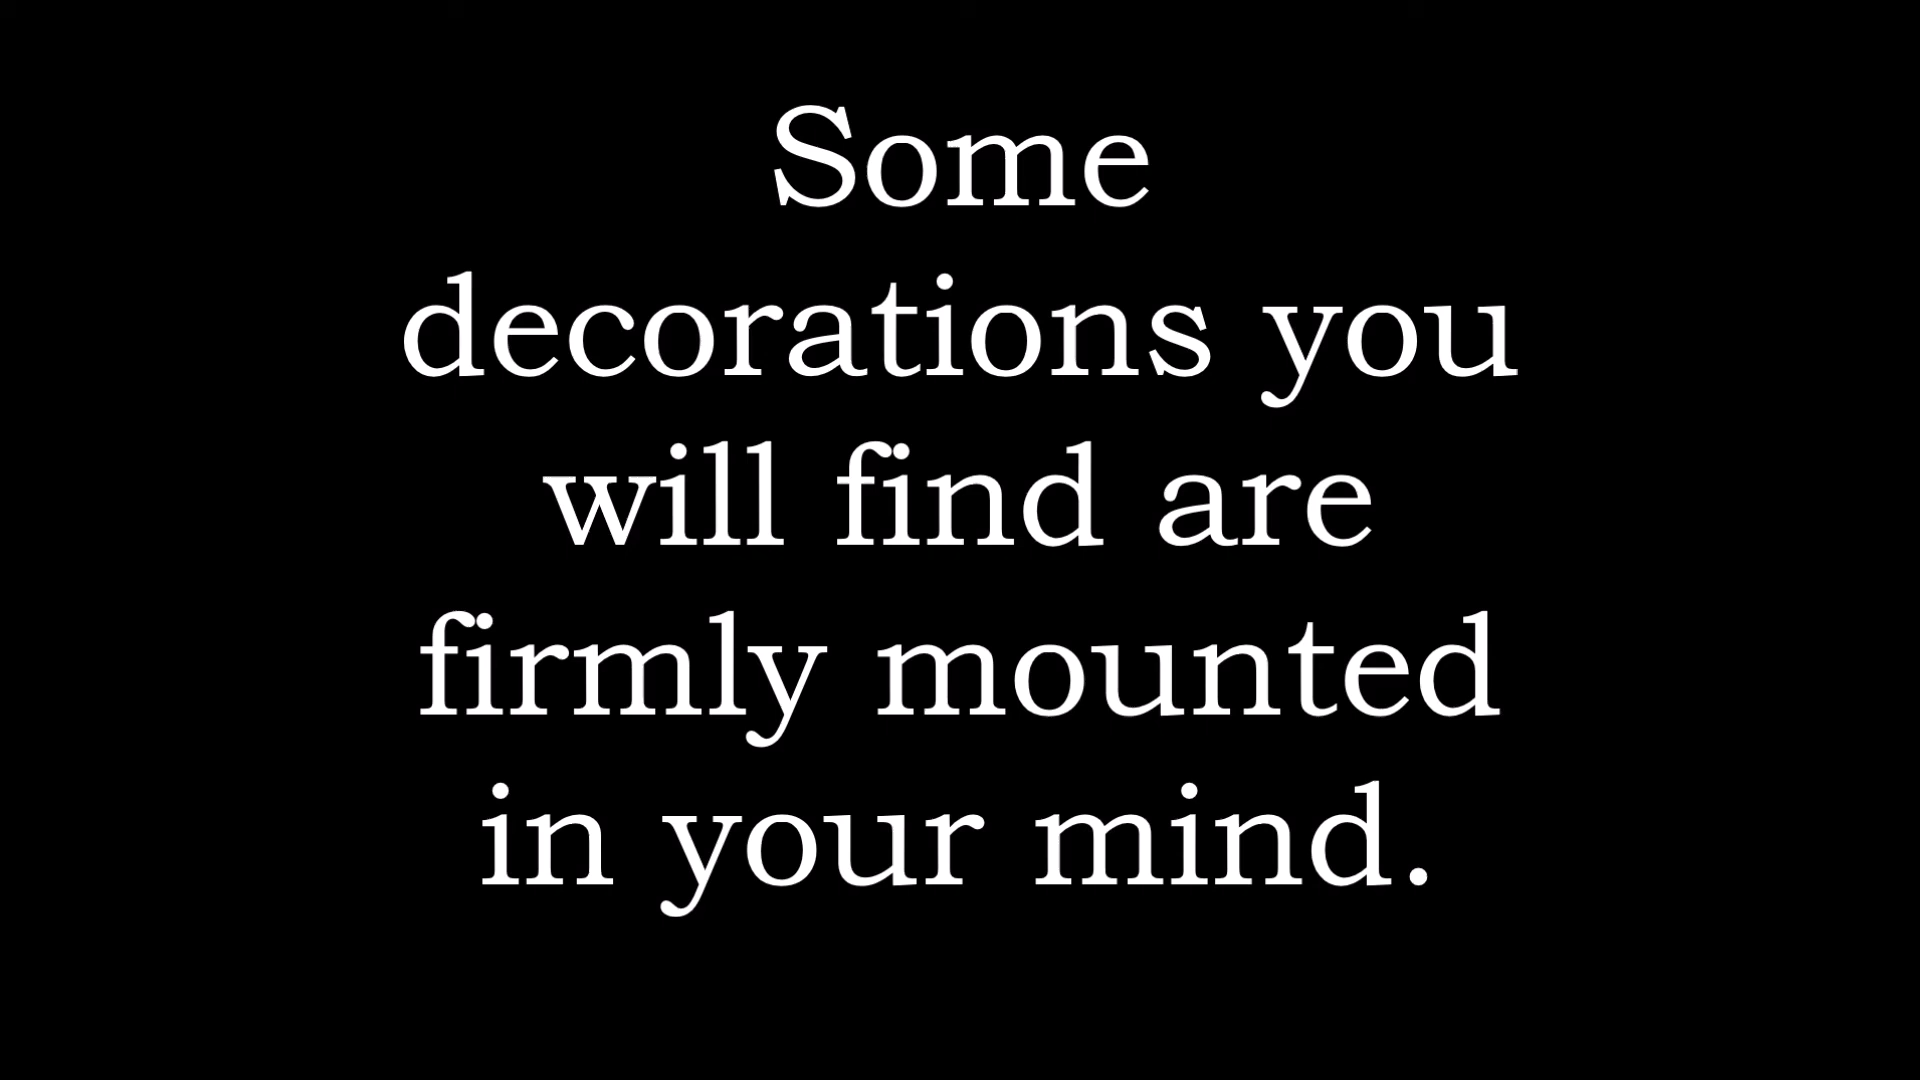 Some
decorations you
will find are
firmly mounted
in your mind.